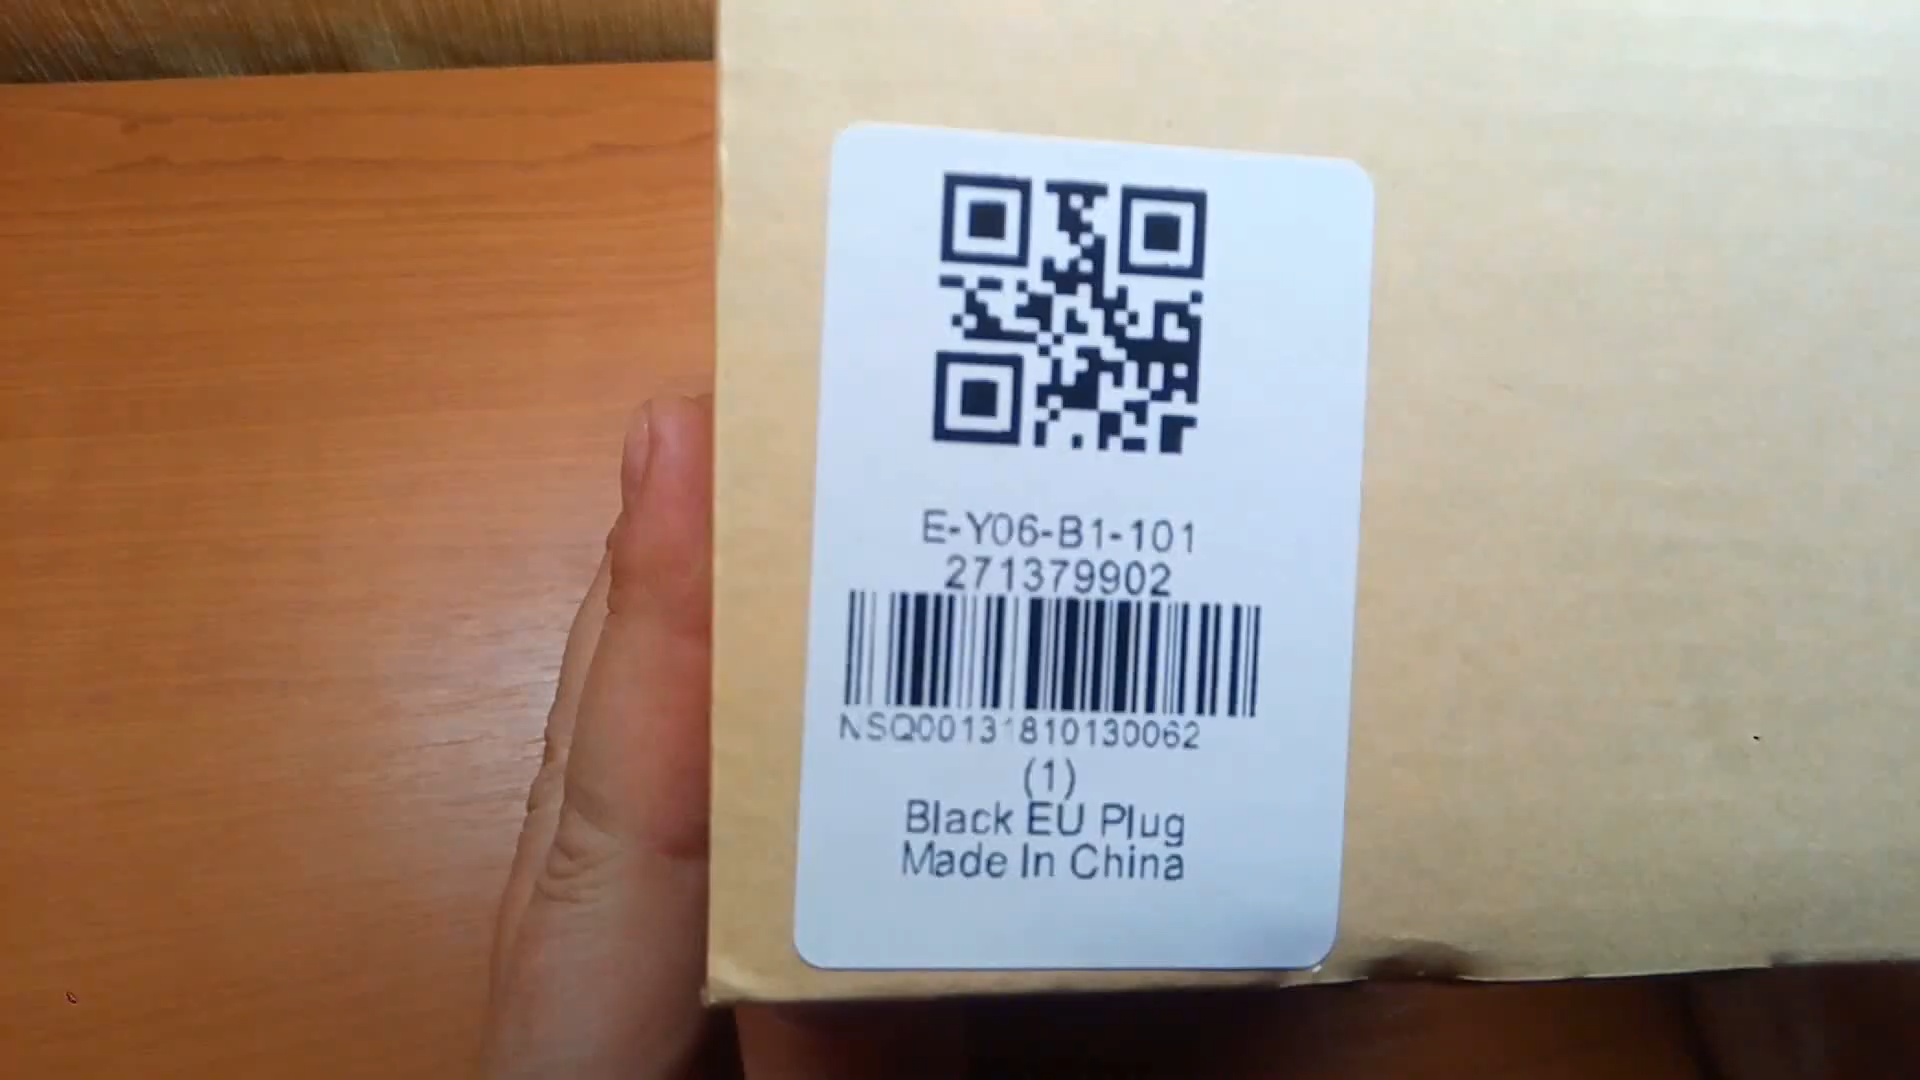 E-Y06-B1-101
271379902
NSQ00131810130062
(1)
Black EU Plug
Made In China